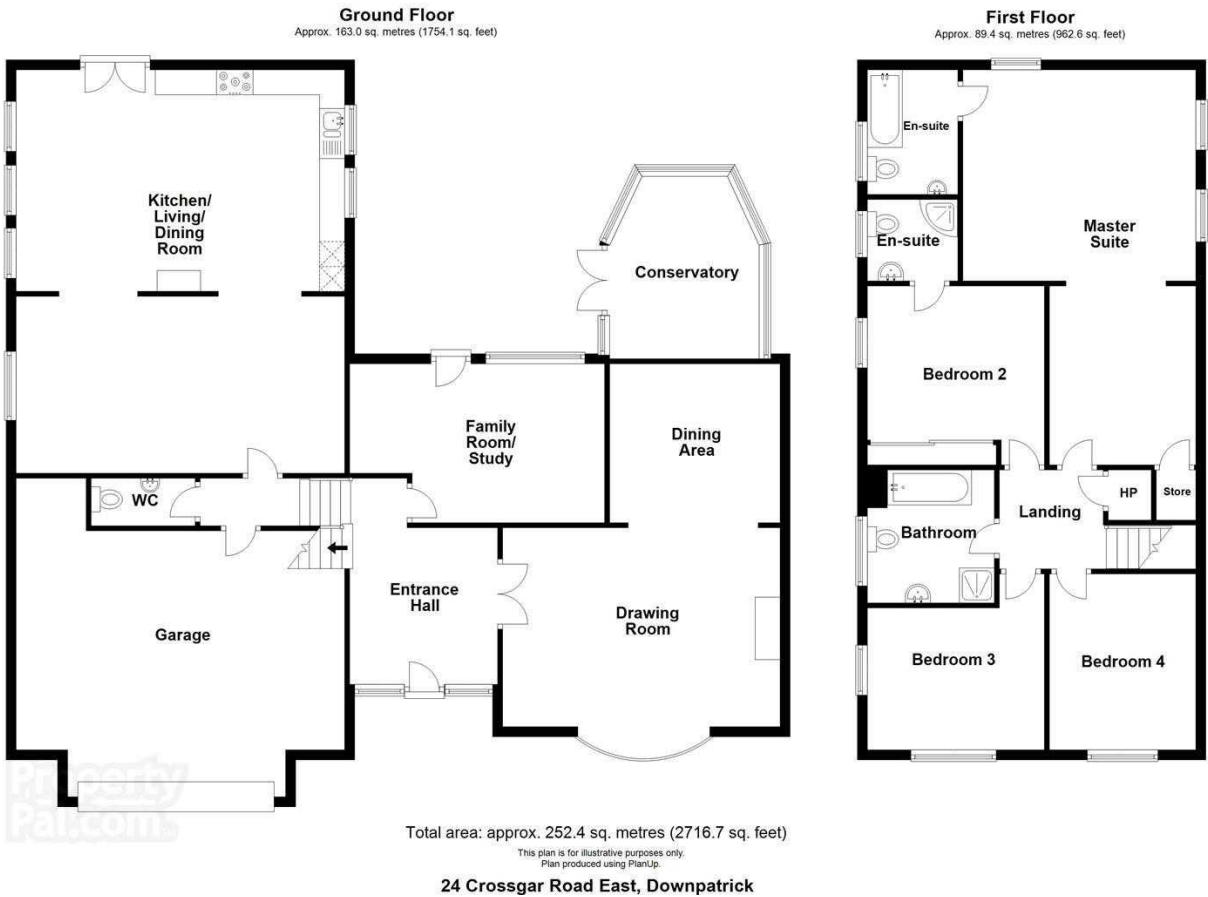 Ground Floor
Approx. 163.0 sq. metres (1754.1 sq. feet)
Kitchen/
Living/
Dining
Room
Conservatory
Family
Room/
Study
Dining
Area
WC
Entrance
Hall
Drawing
Room
Garage
First Floor
Approx. 89.4 sq. metres (962.6 sq. feet)
En-suite
En-suite
Master
Suite
Bedroom 2
Bathroom
Landing
HP
Store
Bedroom 3
Bedroom 4
Property
Pal.com
Total area: approx. 252.4 sq. metres (2716.7 sq. feet)
This plan is for illustrative purposes only.
Plan produced using PlanUp.
24 Crossgar Road East, Downpatrick